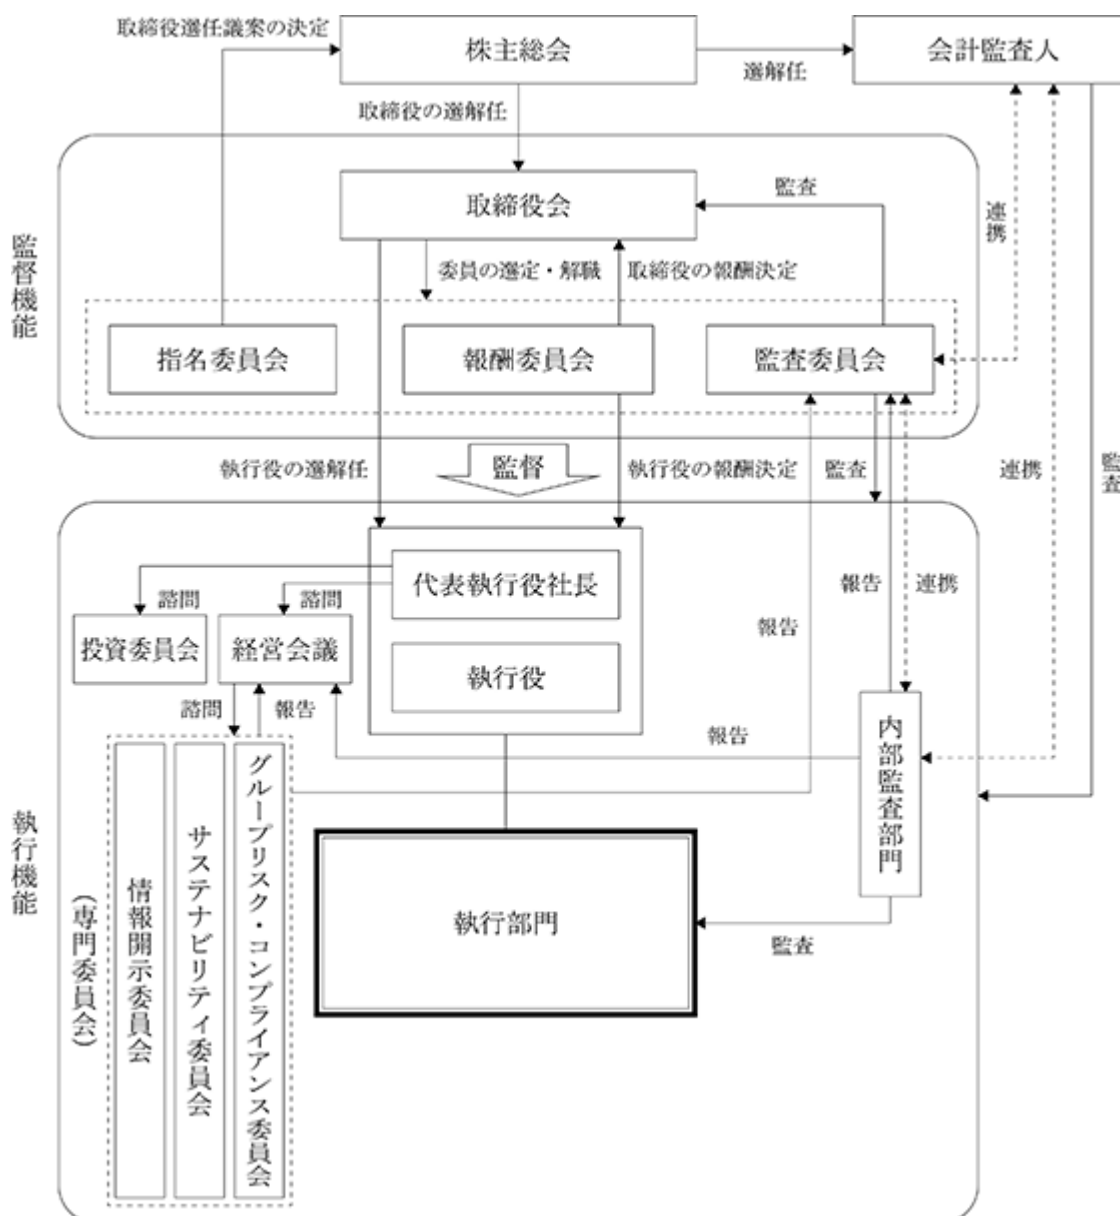 取締役選任議案の決定
株主総会
選解任
会計監査人
取締役の選解任
監督機能
取締役会
監査
連携
委員の選定・解職
取締役の報酬決定
指名委員会
報酬委員会
監査委員会
執行役の選解任
監督
執行役の報酬決定
監査
連携
監査
執行機能
代表執行役社長
諮問
諮問
報告
連携
投資委員会
経営会議
執行役
報告
諮問
報告
報告
内部監査部門
(専門委員会)
情報開示委員会
サステナビリティ委員会
グループリスク・コンプライアンス委員会
執行部門
監査